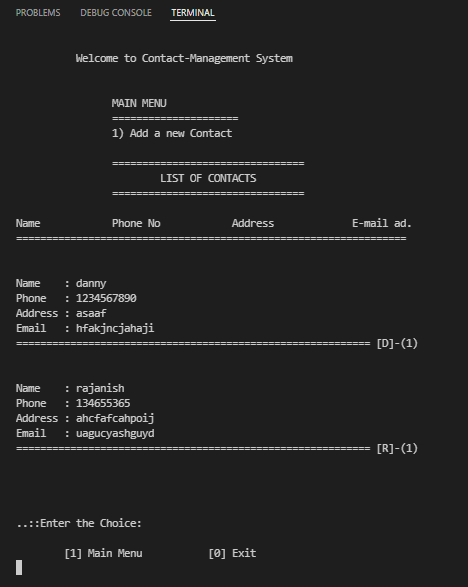 PROBLEMS DEBUG CONSOLE TERMINAL
Welcome to Contact-Management System
MAIN MENU
=====================
1) Add a new Contact
================================
LIST OF CONTACTS
================================
Name Phone No Address E-mail ad.
=================================================================
Name : danny
Phone : 1234567890
Address : asaaf
Email : hfakjncjahaji
=========================================================== [D]-(1)
Name : rajanish
Phone : 134655365
Address : ahcfafcahpoij
Email : uagucyashguyd
=========================================================== [R]-(1)
..::Enter the Choice:
[1] Main Menu [0] Exit